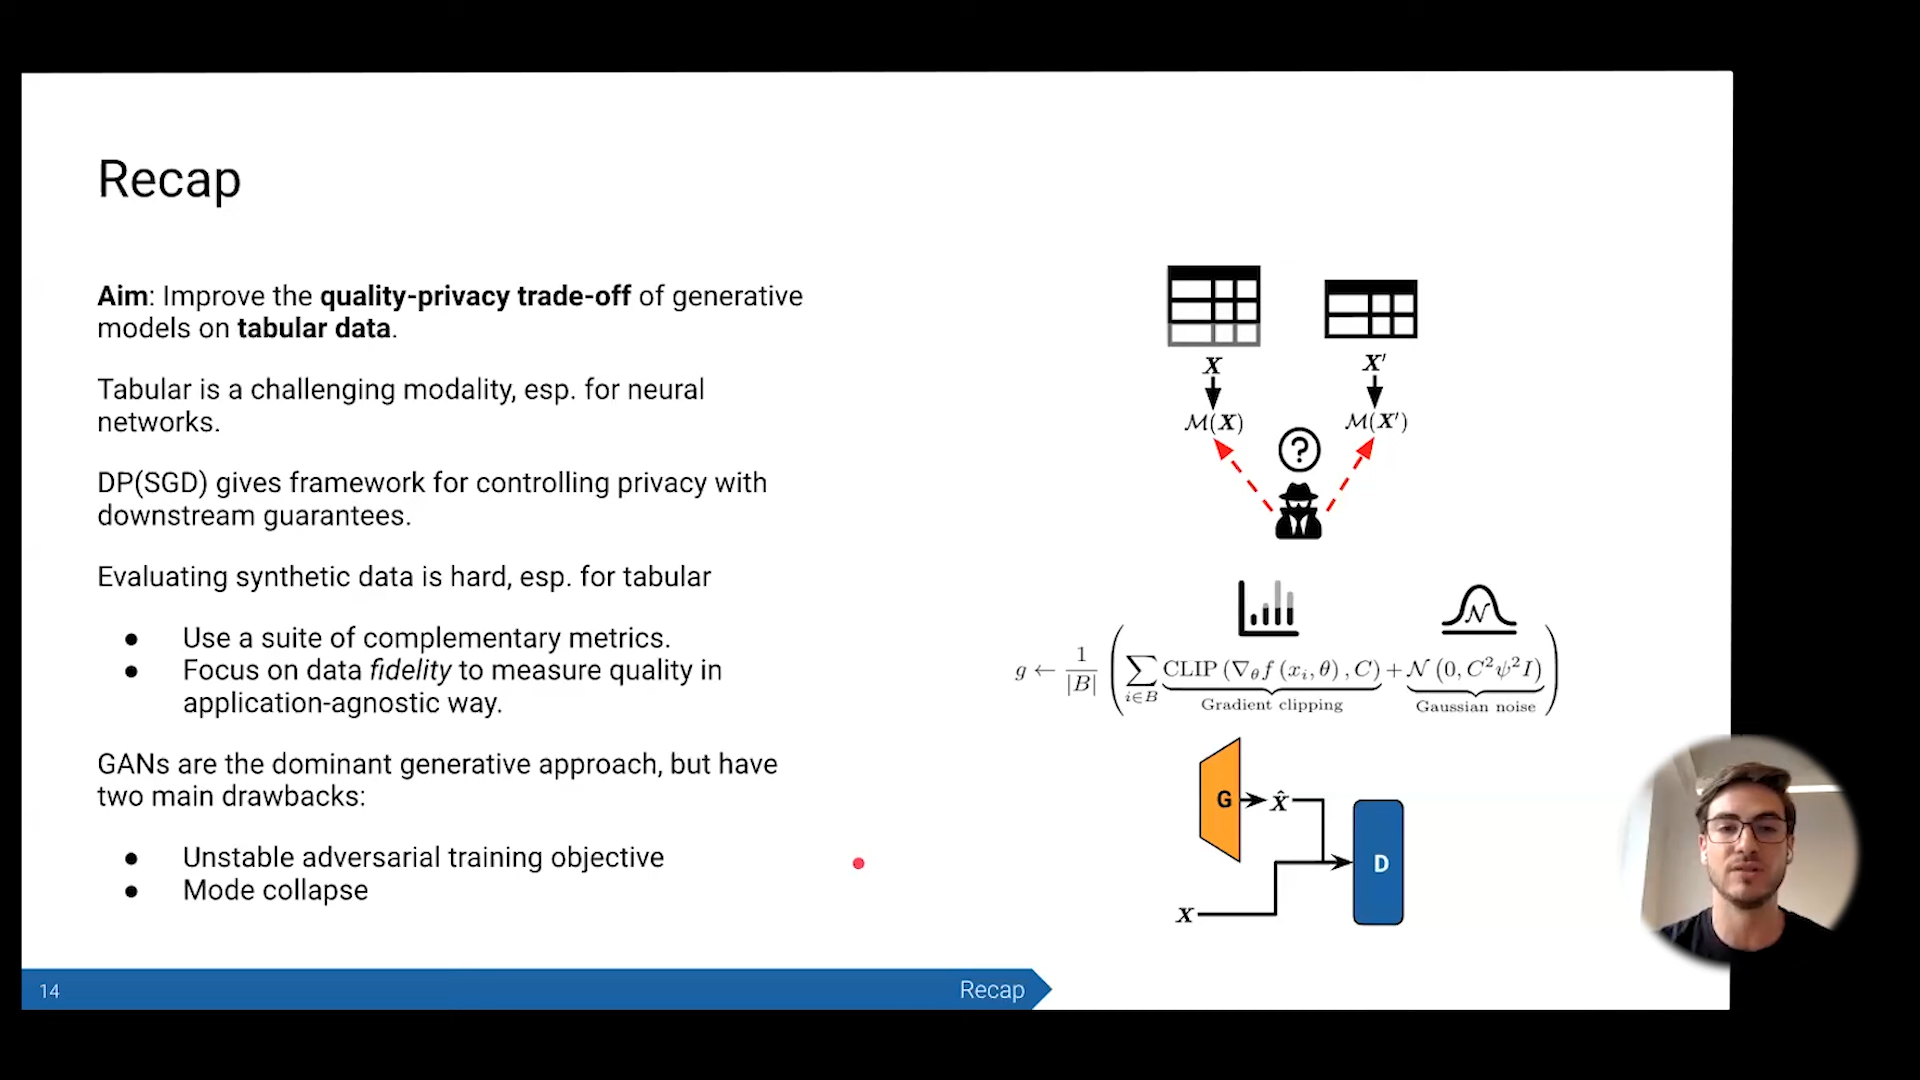 Recap
Aim: Improve the quality-privacy trade-off of generative
models on tabular data.
Tabular is a challenging modality, esp. for neural
networks.
DP(SGD) gives framework for controlling privacy with
downstream guarantees.
Evaluating synthetic data is hard, esp. for tabular
● Use a suite of complementary metrics.
● Focus on data fidelity to measure quality in
application-agnostic way.
GANs are the dominant generative approach, but have
two main drawbacks:
● Unstable adversarial training objective
● Mode collapse
X X′
M(X) M(X′)
?
N
g ← 1/|B| ( ∑_{i∈B} CLIP (∇_θ f (x_i, θ) , C) + N (0, C²ψ²I) )
Gradient clipping Gaussian noise
G X̂
D
X
14 Recap